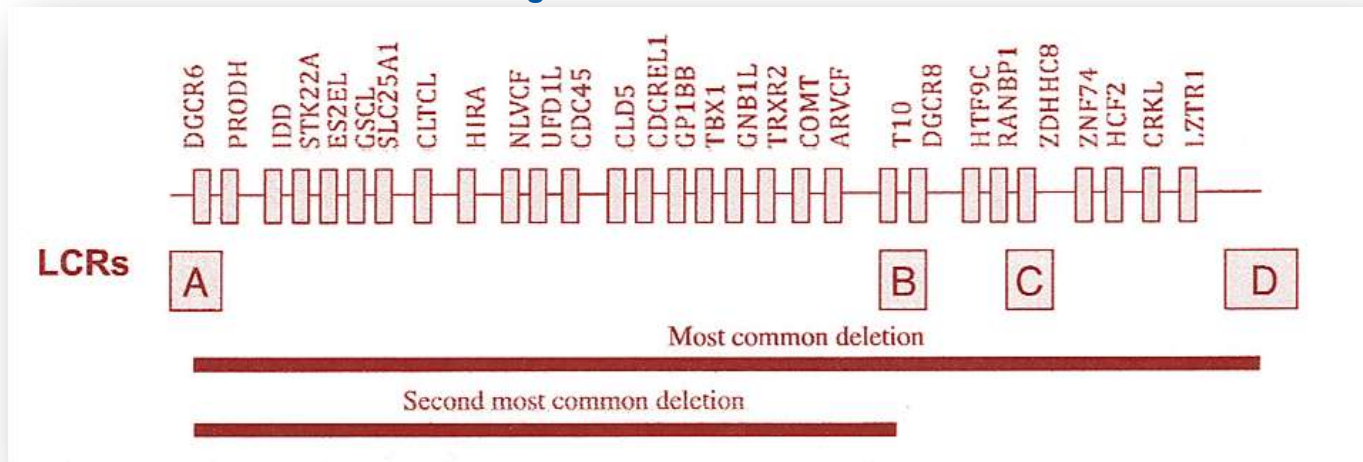 g
DGCR6
PRODH
IDD
STK22A
ES2EL
GSCL
SLC25A1
CLTCL
HIRA
NLVCF
UFD1L
CDC45
CLD5
CDCREL1
GP1BB
TBX1
GNB1L
TRXR2
COMT
ARVCF
T10
DGCR8
HTF9C
RANBP1
ZDHHC8
ZNF74
HCF2
CRKL
LZTR1
LCRs
A
B
C
D
Most common deletion
Second most common deletion